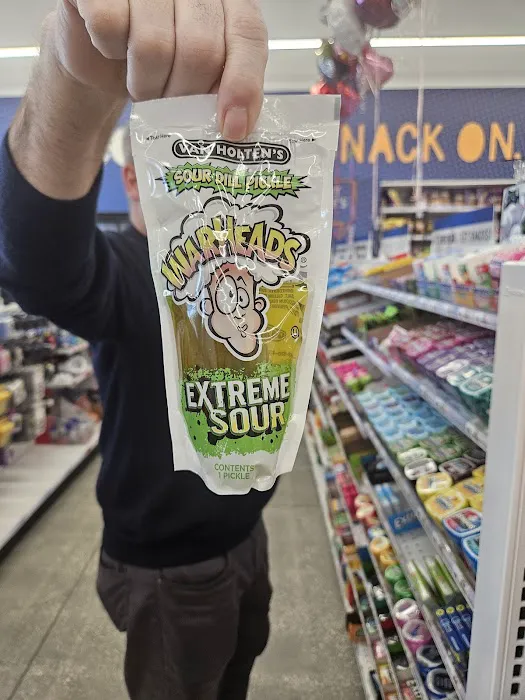 NACK ON.
VAN HOLTEN'S
SOUR DILL PICKLE
WARHEADS
EXTREME
SOUR
CONTENTS
1 PICKLE